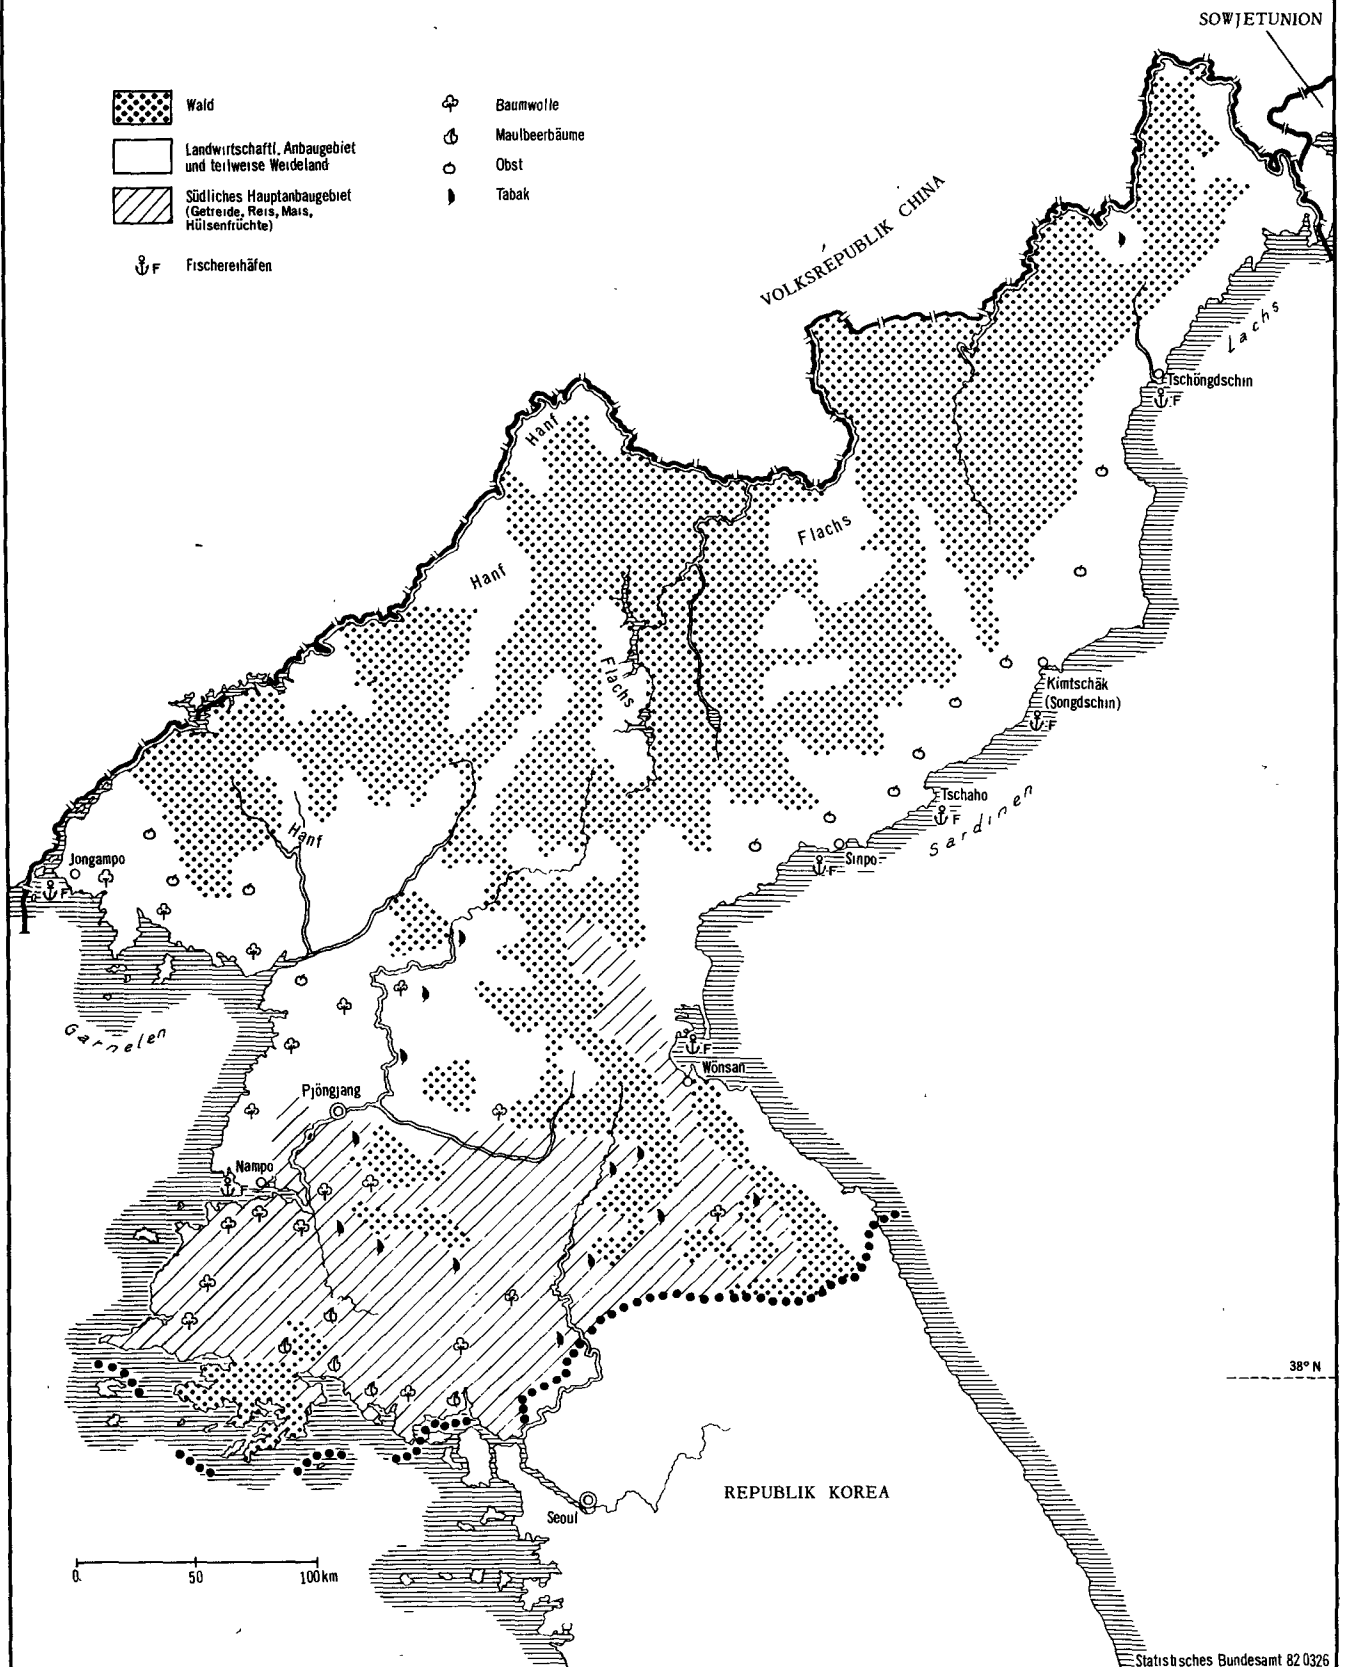 SOWJETUNION
Wald
Landwirtschaftl. Anbaugebiet
und teilweise Weideland
Südliches Hauptanbaugebiet
(Getreide, Reis, Mais,
Hülsenfrüchte)
F Fischereihäfen
Baumwolle
Maulbeerbäume
Obst
Tabak
VOLKSREPUBLIK CHINA
Lachs
Tschöngdschin
F
Hanf
Flachs
Hanf
Flachs
Kimtschäk
(Songdschin)
F
Tschaho
F
Sardinen
Hanf
Sinpo
F
Jongampo
F
Garnelen
F
Wönsan
Pjöngjang
Nampo
F
38° N
REPUBLIK KOREA
Seoul
0 50 100 km
Statistisches Bundesamt 82 0326